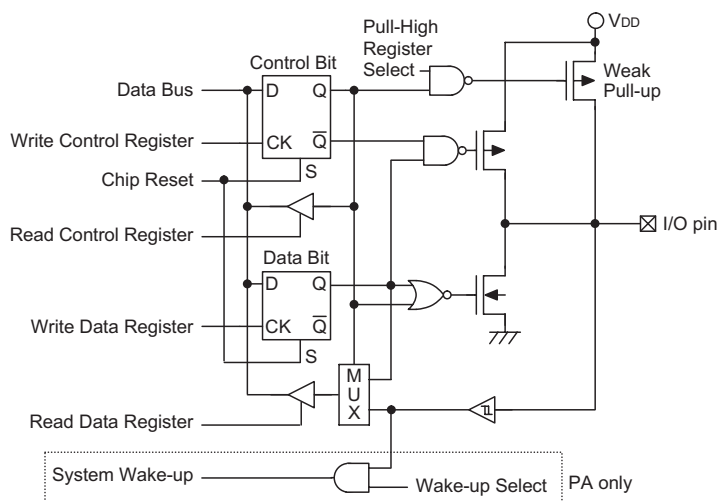 VDD
Pull-High
Register
Select
Control Bit
Weak
Pull-up
Data Bus
D
Q
Write Control Register
CK
Q
Chip Reset
S
I/O pin
Read Control Register
Data Bit
D
Q
Write Data Register
CK
Q
S
M
U
X
Read Data Register
System Wake-up
Wake-up Select
PA only